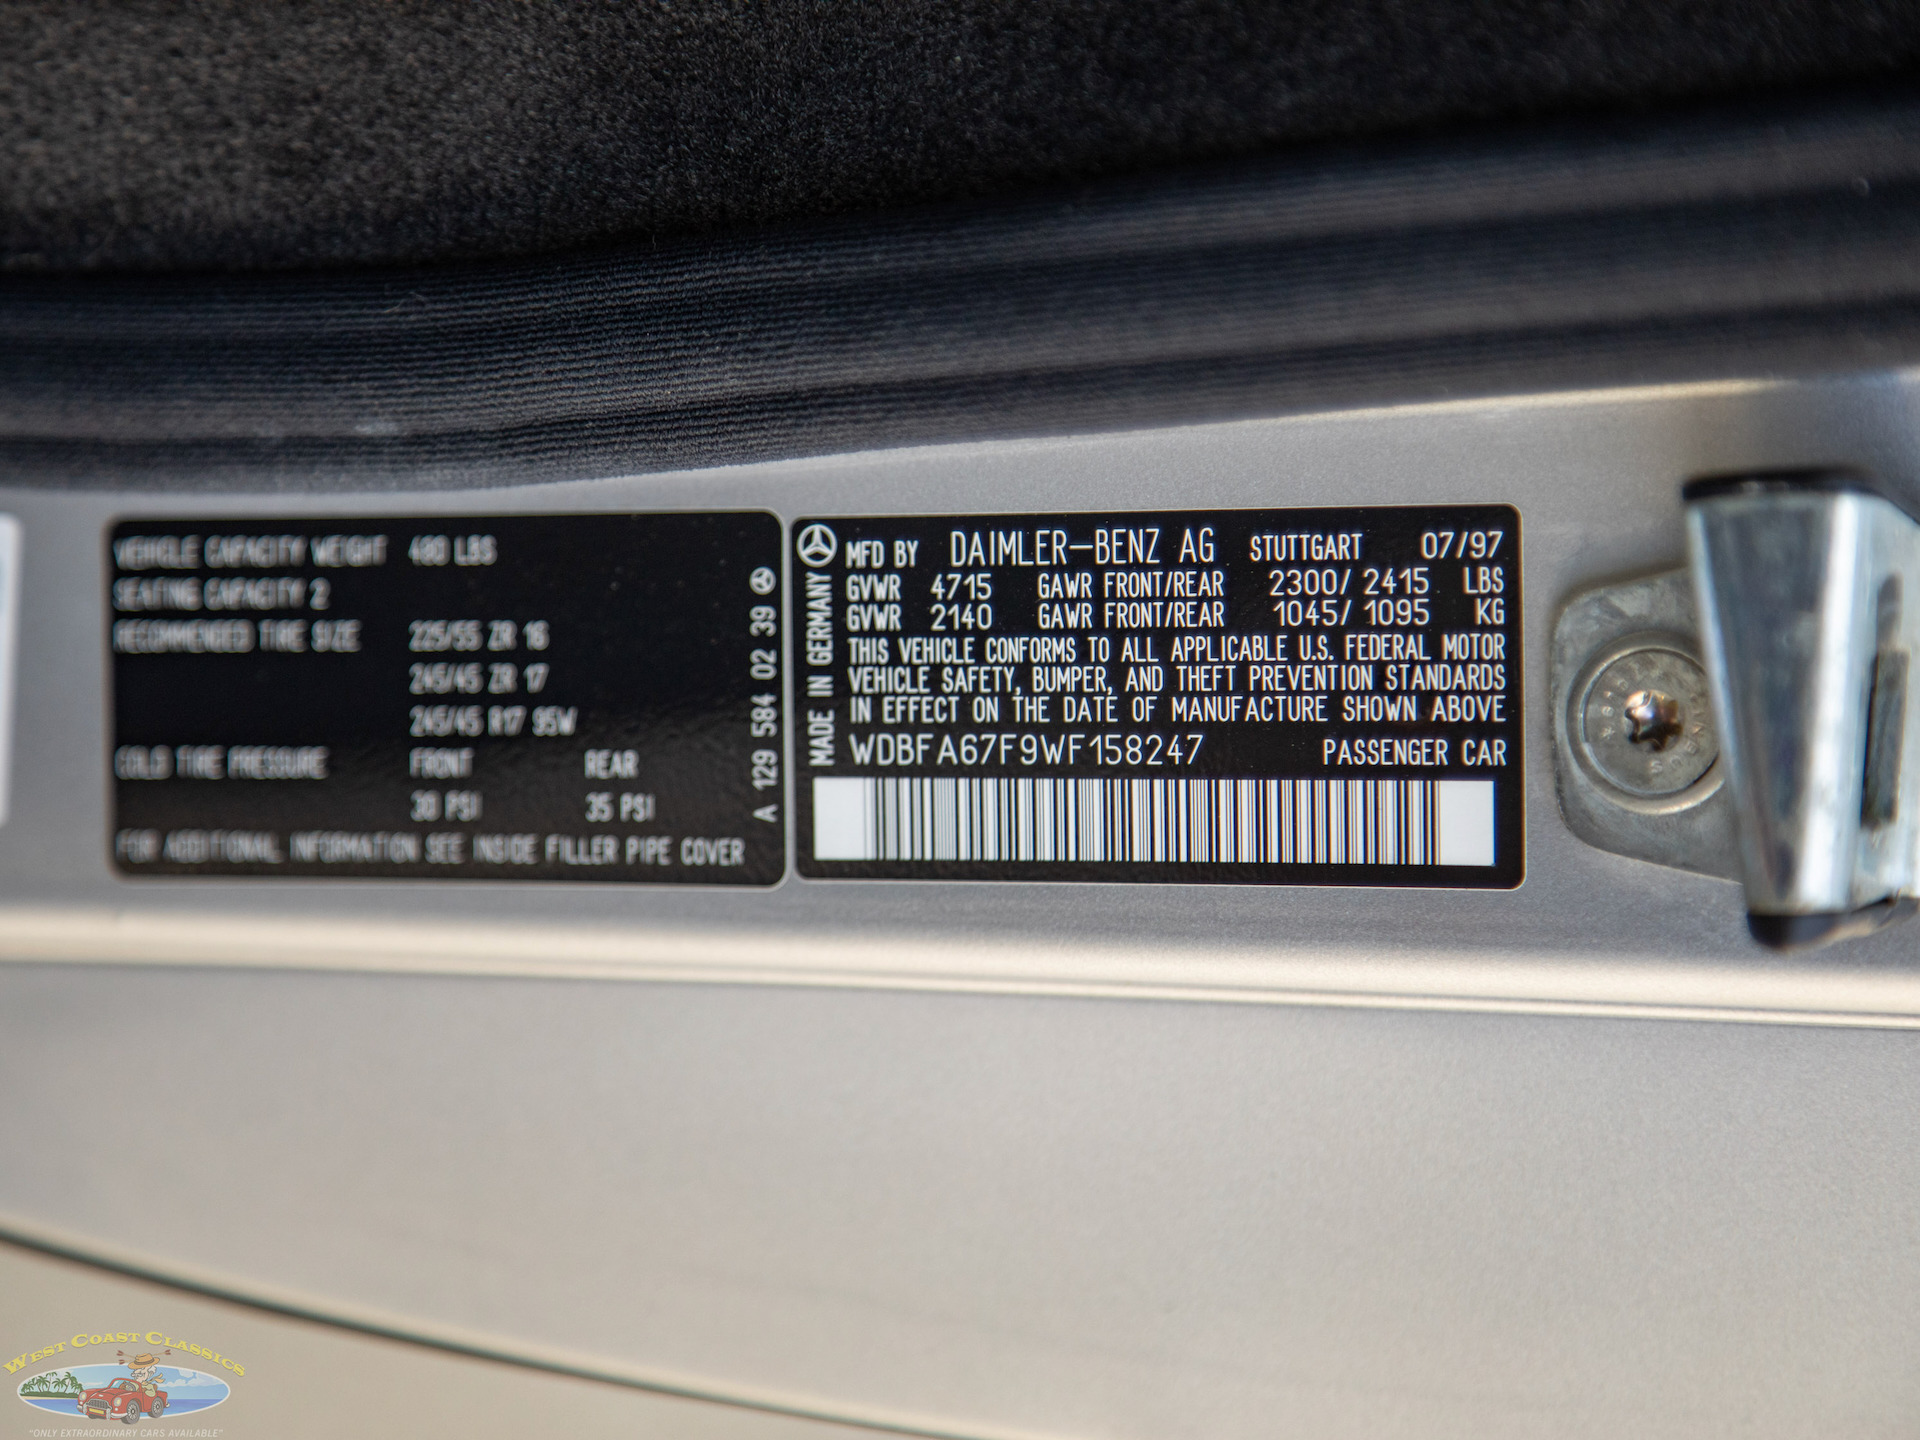 VEHICLE CAPACITY WEIGHT 480 LBS
SEATING CAPACITY 2
RECOMMENDED TIRE SIZE 225/55 ZR 16
245/45 ZR 17
245/45 R17 95W
COLD TIRE PRESSURE FRONT REAR
30 PSI 35 PSI
FOR ADDITIONAL INFORMATION SEE INSIDE FILLER PIPE COVER
A 129 584 02 39
MADE IN GERMANY
MFD BY DAIMLER-BENZ AG STUTTGART 07/97
GVWR 4715 GAWR FRONT/REAR 2300/ 2415 LBS
GVWR 2140 GAWR FRONT/REAR 1045/ 1095 KG
THIS VEHICLE CONFORMS TO ALL APPLICABLE U.S. FEDERAL MOTOR
VEHICLE SAFETY, BUMPER, AND THEFT PREVENTION STANDARDS
IN EFFECT ON THE DATE OF MANUFACTURE SHOWN ABOVE
WDBFA67F9WF158247 PASSENGER CAR
WEST COAST CLASSICS
"ONLY EXTRAORDINARY CARS AVAILABLE"